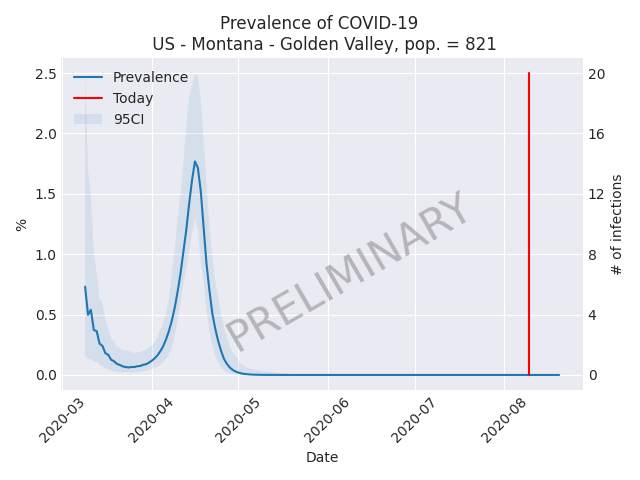 Prevalence of COVID-19
US - Montana - Golden Valley, pop. = 821
Prevalence
Today
95CI
2.5
2.0
1.5
1.0
0.5
0.0
%
20
16
12
8
4
0
# of infections
PRELIMINARY
2020-03
2020-04
2020-05
2020-06
2020-07
2020-08
Date